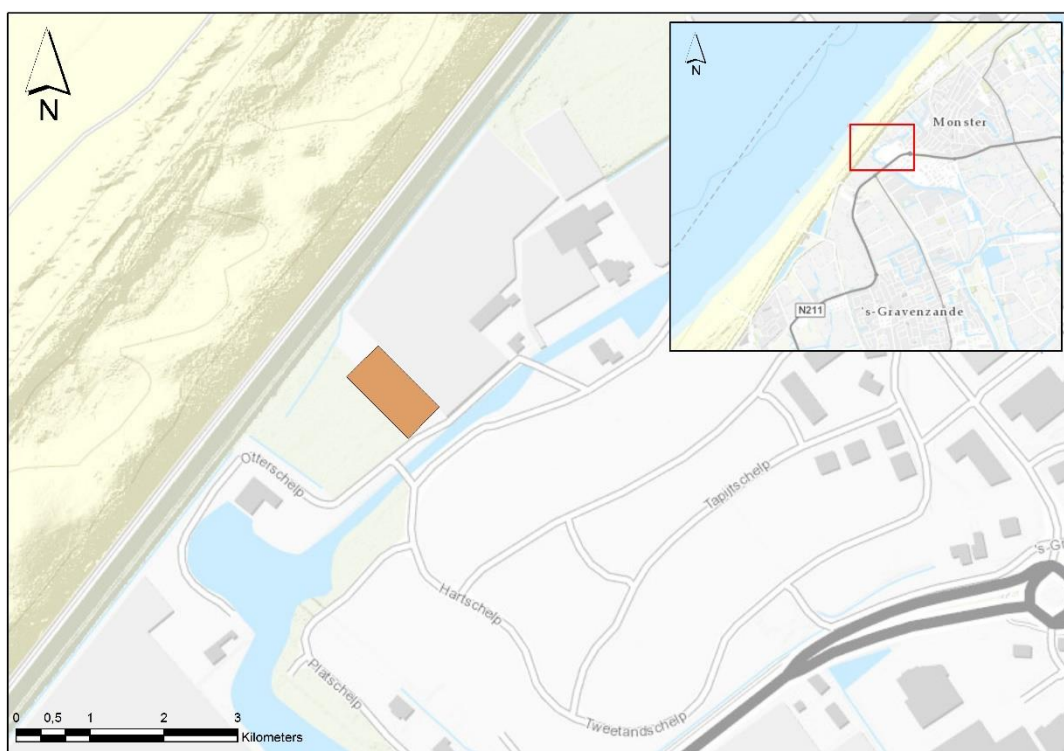 N
N
Monster
N211
's-Gravenzande
Otterschelp
Tapijtschelp
Hartschelp
's-G
Platschelp
Tweetandschelp
0 0,5 1 2 3
Kilometers